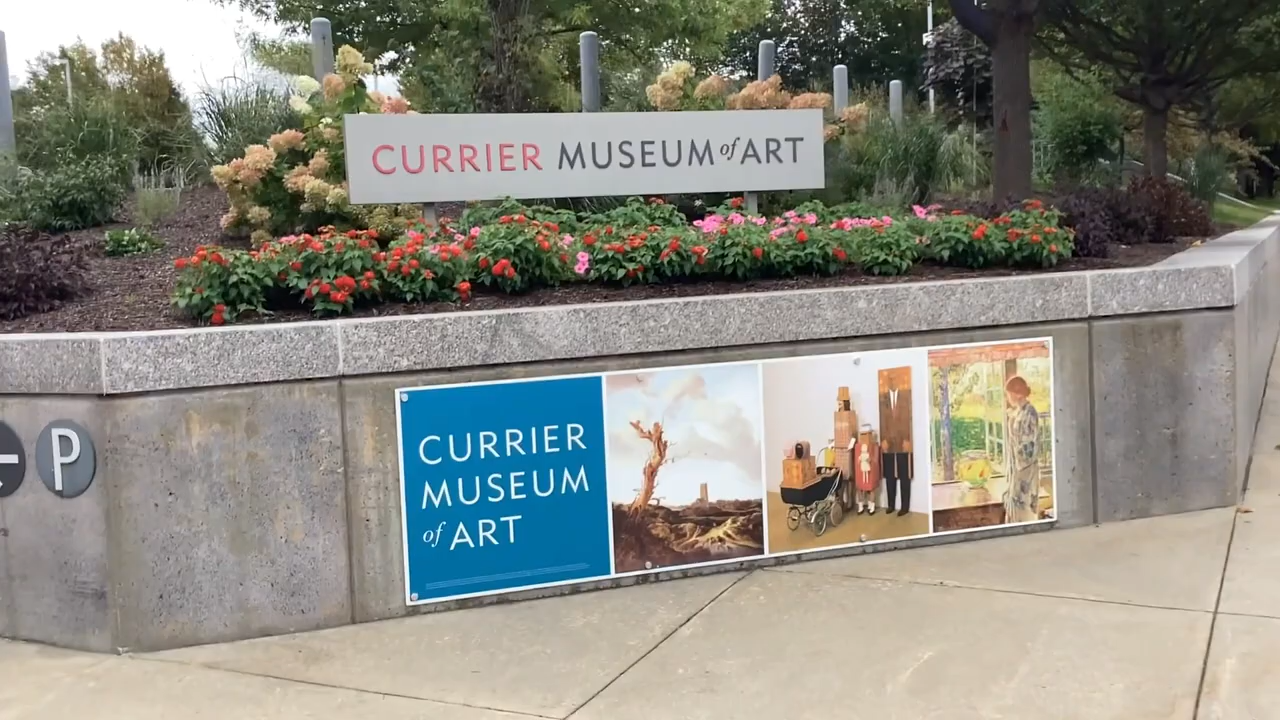 CURRIER MUSEUM of ART
CURRIER
MUSEUM
of ART
P